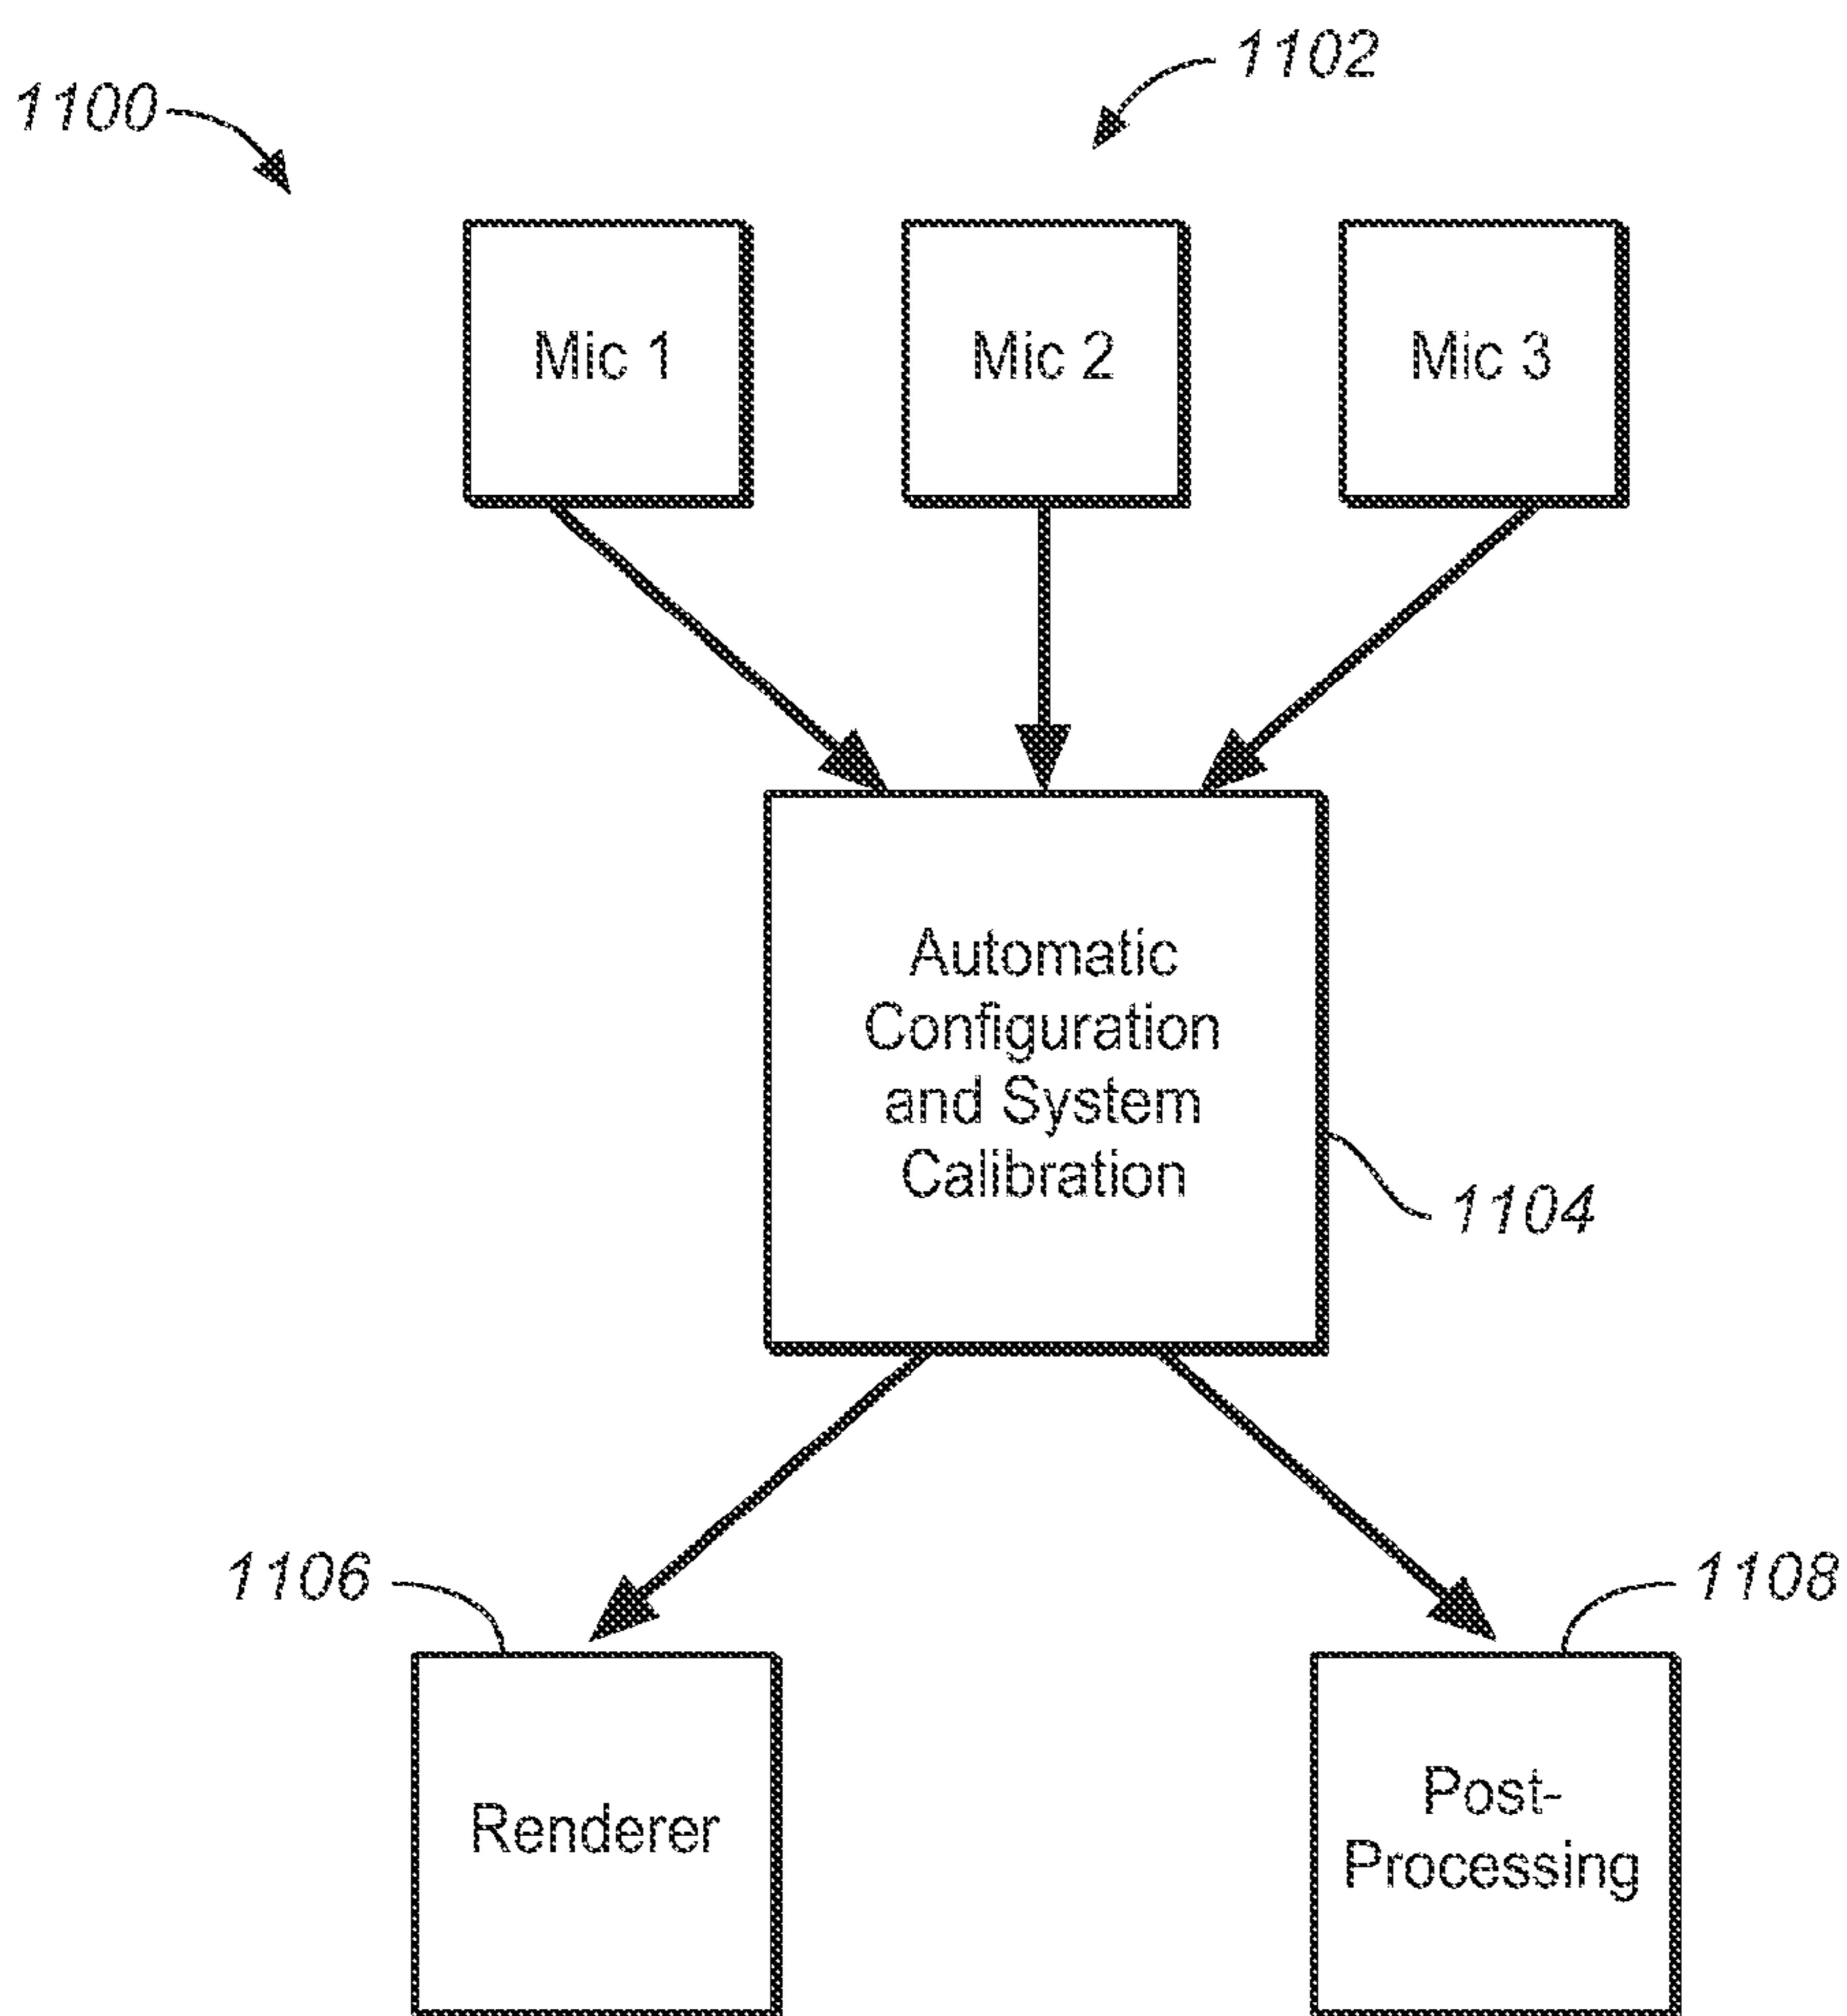 1102
1100
Mic 1
Mic 2
Mic 3
Automatic
Configuration
and System
Calibration
1104
1106
1108
Renderer
Post-
Processing